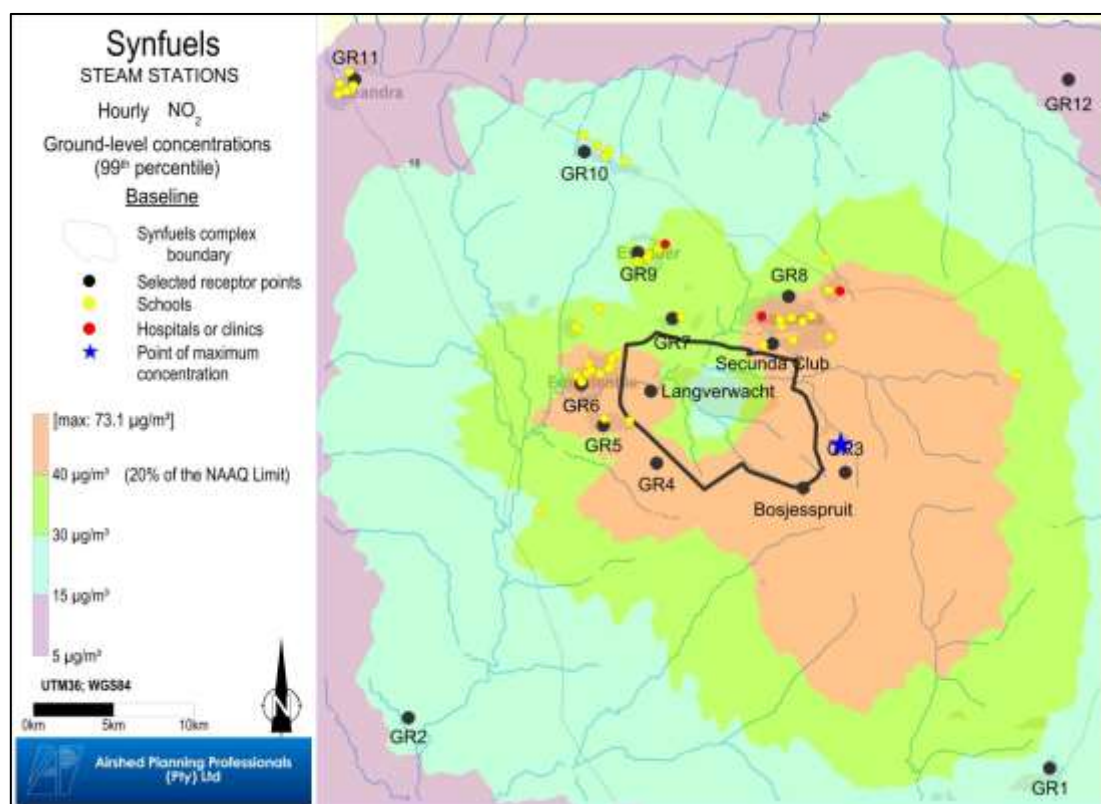 Synfuels
STEAM STATIONS
Hourly NO2
Ground-level concentrations
(99th percentile)
Baseline
Synfuels complex
boundary
Selected receptor points
Schools
Hospitals or clinics
Point of maximum
concentration
[max: 73.1 µg/m³]
40 µg/m³ (20% of the NAAQ Limit)
30 µg/m³
15 µg/m³
5 µg/m³
UTM36; WGS84
0km 5km 10km
N
Airshed Planning Professionals
(Pty) Ltd
GR11
GR12
GR10
GR9
GR8
GR7
Secunda Club
Langverwacht
GR6
GR5
GR3
GR4
Bosjesspruit
GR2
GR1